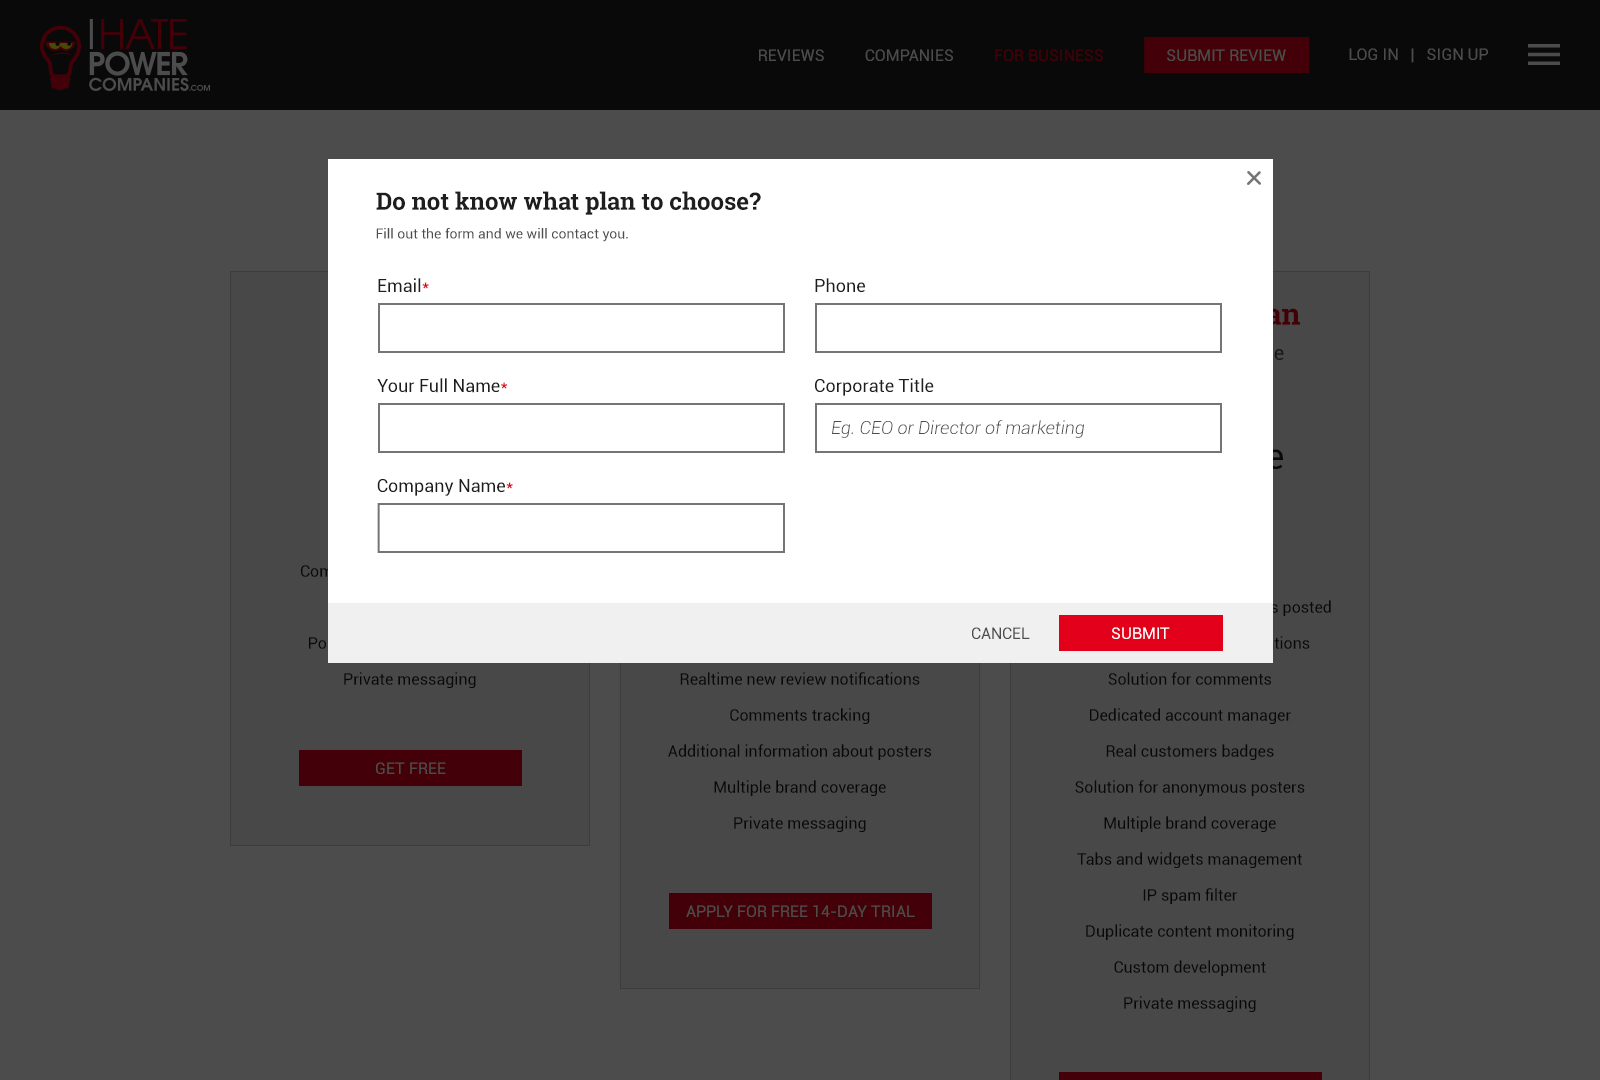 I HATE
POWER
COMPANIES.COM
REVIEWS
COMPANIES
FOR BUSINESS
SUBMIT REVIEW
LOG IN | SIGN UP
Do not know what plan to choose?
Fill out the form and we will contact you.
Email*
Phone
Your Full Name*
Corporate Title
Eg. CEO or Director of marketing
Company Name*
CANCEL
SUBMIT
Private messaging
GET FREE
Realtime new review notifications
Comments tracking
Additional information about posters
Multiple brand coverage
Private messaging
APPLY FOR FREE 14-DAY TRIAL
posted
Solution for comments
Dedicated account manager
Real customers badges
Solution for anonymous posters
Multiple brand coverage
Tabs and widgets management
IP spam filter
Duplicate content monitoring
Custom development
Private messaging